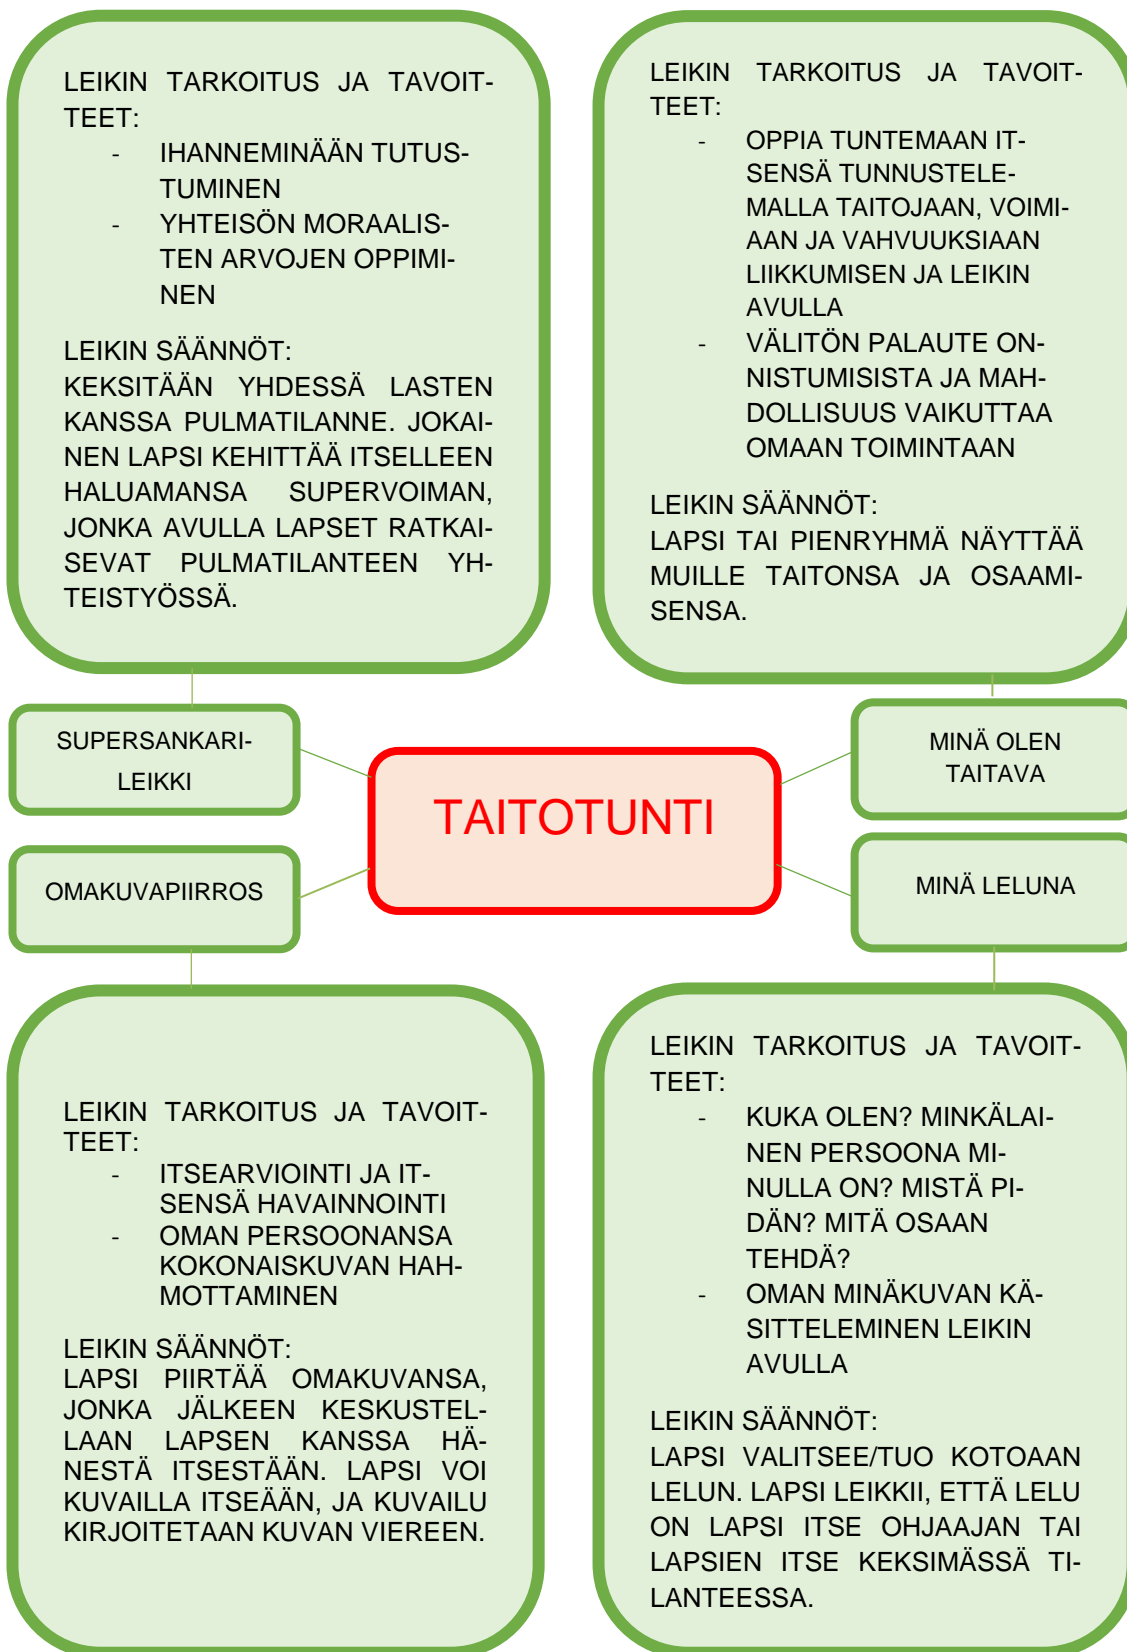 LEIKIN TARKOITUS JA TAVOIT-
TEET:
- IHANNEMINÄÄN TUTUS-
TUMINEN
- YHTEISÖN MORAALIS-
TEN ARVOJEN OPPIMI-
NEN
LEIKIN SÄÄNNÖT:
KEKSITÄÄN YHDESSÄ LASTEN
KANSSA PULMATILANNE. JOKAI-
NEN LAPSI KEHITTÄÄ ITSELLEEN
HALUAMANSA SUPERVOIMAN,
JONKA AVULLA LAPSET RATKAI-
SEVAT PULMATILANTEEN YH-
TEISTYÖSSÄ.
LEIKIN TARKOITUS JA TAVOIT-
TEET:
- OPPIA TUNTEMAAN IT-
SENSÄ TUNNUSTELE-
MALLA TAITOJAAN, VOIMI-
AAN JA VAHVUUKSIAAN
LIIKKUMISEN JA LEIKIN
AVULLA
- VÄLITÖN PALAUTE ON-
NISTUMISISTA JA MAH-
DOLLISUUS VAIKUTTAA
OMAAN TOIMINTAAN
LEIKIN SÄÄNNÖT:
LAPSI TAI PIENRYHMÄ NÄYTTÄÄ
MUILLE TAITONSA JA OSAAMI-
SENSA.
SUPERSANKARI-
LEIKKI
MINÄ OLEN
TAITAVA
TAITOTUNTI
OMAKUVAPIIRROS
MINÄ LELUNA
LEIKIN TARKOITUS JA TAVOIT-
TEET:
- ITSEARVIOINTI JA IT-
SENSÄ HAVAINNOINTI
- OMAN PERSOONANSA
KOKONAISKUVAN HAH-
MOTTAMINEN
LEIKIN SÄÄNNÖT:
LAPSI PIIRTÄÄ OMAKUVANSA,
JONKA JÄLKEEN KESKUSTEL-
LAAN LAPSEN KANSSA HÄ-
NESTÄ ITSESTÄÄN. LAPSI VOI
KUVAILLA ITSEÄÄN, JA KUVAILU
KIRJOITETAAN KUVAN VIEREEN.
LEIKIN TARKOITUS JA TAVOIT-
TEET:
- KUKA OLEN? MINKÄLAI-
NEN PERSOONA MI-
NULLA ON? MISTÄ PI-
DÄN? MITÄ OSAAN
TEHDÄ?
- OMAN MINÄKUVAN KÄ-
SITTELEMINEN LEIKIN
AVULLA
LEIKIN SÄÄNNÖT:
LAPSI VALITSEE/TUO KOTOAAN
LELUN. LAPSI LEIKKII, ETTÄ LELU
ON LAPSI ITSE OHJAAJAN TAI
LAPSIEN ITSE KEKSIMÄSSÄ TI-
LANTEESSA.